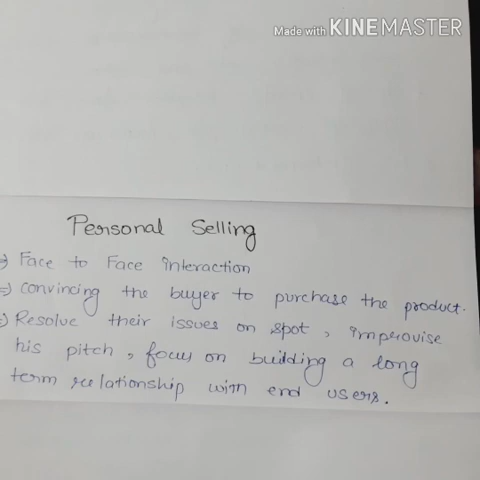 Made with KINEMASTER
Personal Selling
=> Face to Face interaction
=> convincing the buyer to purchase the product.
=> Resolve their issues on spot, improvise
his pitch, focus on building a long
term relationship with end users.